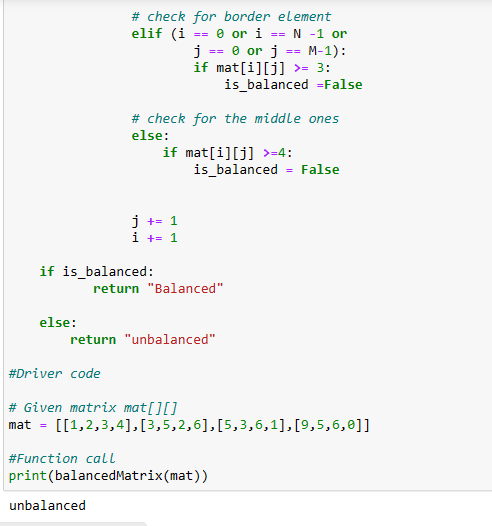 # check for border element
elif (i == 0 or i == N -1 or
j == 0 or j == M-1):
if mat[i][j] >= 3:
is_balanced =False
# check for the middle ones
else:
if mat[i][j] >=4:
is_balanced = False
j += 1
i += 1
if is_balanced:
return "Balanced"
else:
return "unbalanced"
#Driver code
# Given matrix mat[][]
mat = [[1,2,3,4],[3,5,2,6],[5,3,6,1],[9,5,6,0]]
#Function call
print(balancedMatrix(mat))
unbalanced